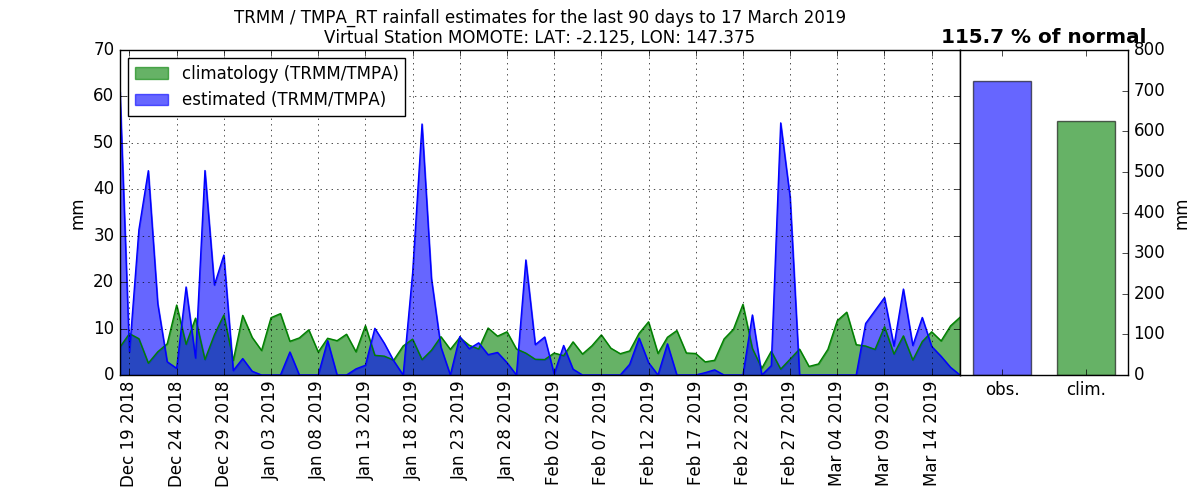 TRMM / TMPA_RT rainfall estimates for the last 90 days to 17 March 2019
Virtual Station MOMOTE: LAT: -2.125, LON: 147.375
115.7 % of normal
climatology (TRMM/TMPA)
estimated (TRMM/TMPA)
mm
70
60
50
40
30
20
10
0
Dec 19 2018
Dec 24 2018
Dec 29 2018
Jan 03 2019
Jan 08 2019
Jan 13 2019
Jan 18 2019
Jan 23 2019
Jan 28 2019
Feb 02 2019
Feb 07 2019
Feb 12 2019
Feb 17 2019
Feb 22 2019
Feb 27 2019
Mar 04 2019
Mar 09 2019
Mar 14 2019
obs.
clim.
800
700
600
500
400
300
200
100
0
mm